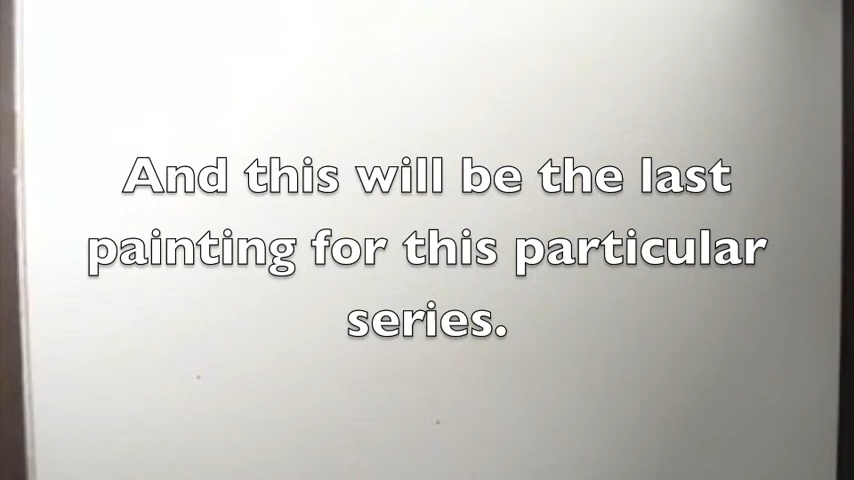 And this will be the last
painting for this particular
series.